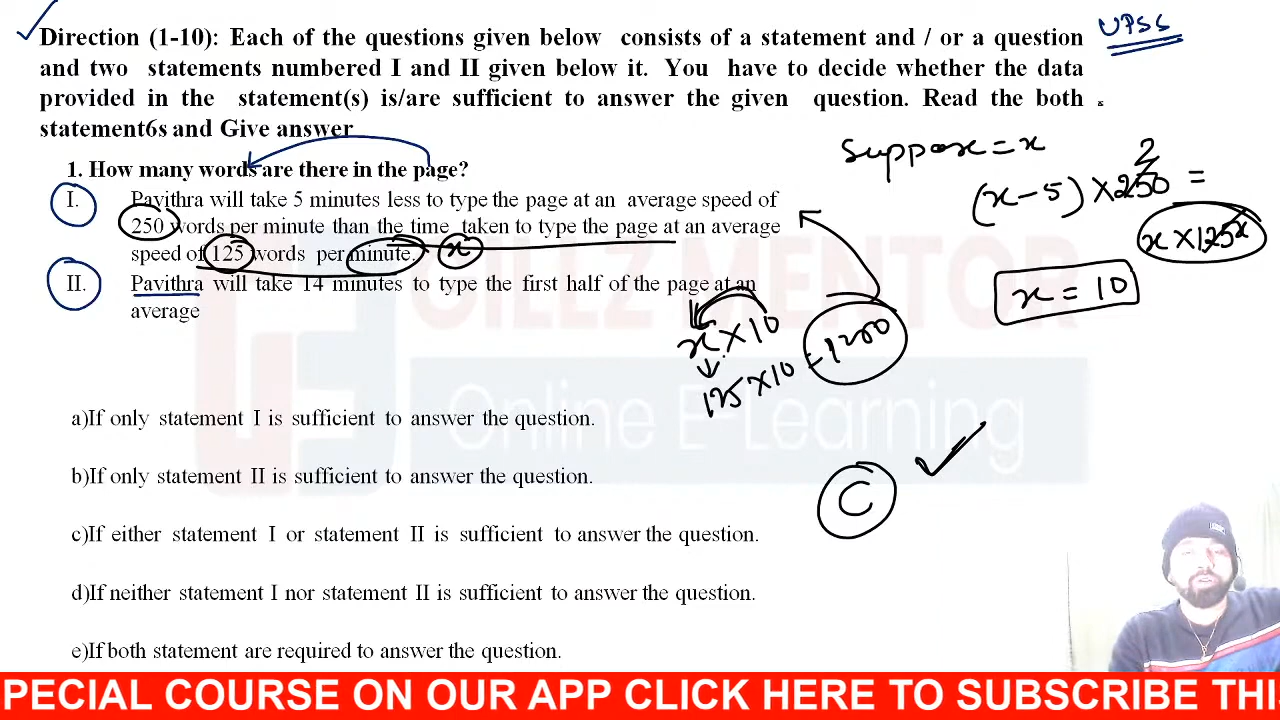 Direction (1-10): Each of the questions given below consists of a statement and / or a question
and two statements numbered I and II given below it. You have to decide whether the data
provided in the statement(s) is/are sufficient to answer the given question. Read the both
statement6s and Give answer
UPSS
1. How many words are there in the page?
I. Pavithra will take 5 minutes less to type the page at an average speed of
250 words per minute than the time taken to type the page at an average
speed of 125 words per minute. x
II. Pavithra will take 14 minutes to type the first half of the page at an
average
Suppose = x
2
(x-5) × 250 =
x × 125
x = 10
x × 10
125 × 10 = 1250
GILLZ MENTOR
Online E-Learning
a)If only statement I is sufficient to answer the question.
b)If only statement II is sufficient to answer the question.
c)If either statement I or statement II is sufficient to answer the question.
C
d)If neither statement I nor statement II is sufficient to answer the question.
e)If both statement are required to answer the question.
PECIAL COURSE ON OUR APP CLICK HERE TO SUBSCRIBE THI